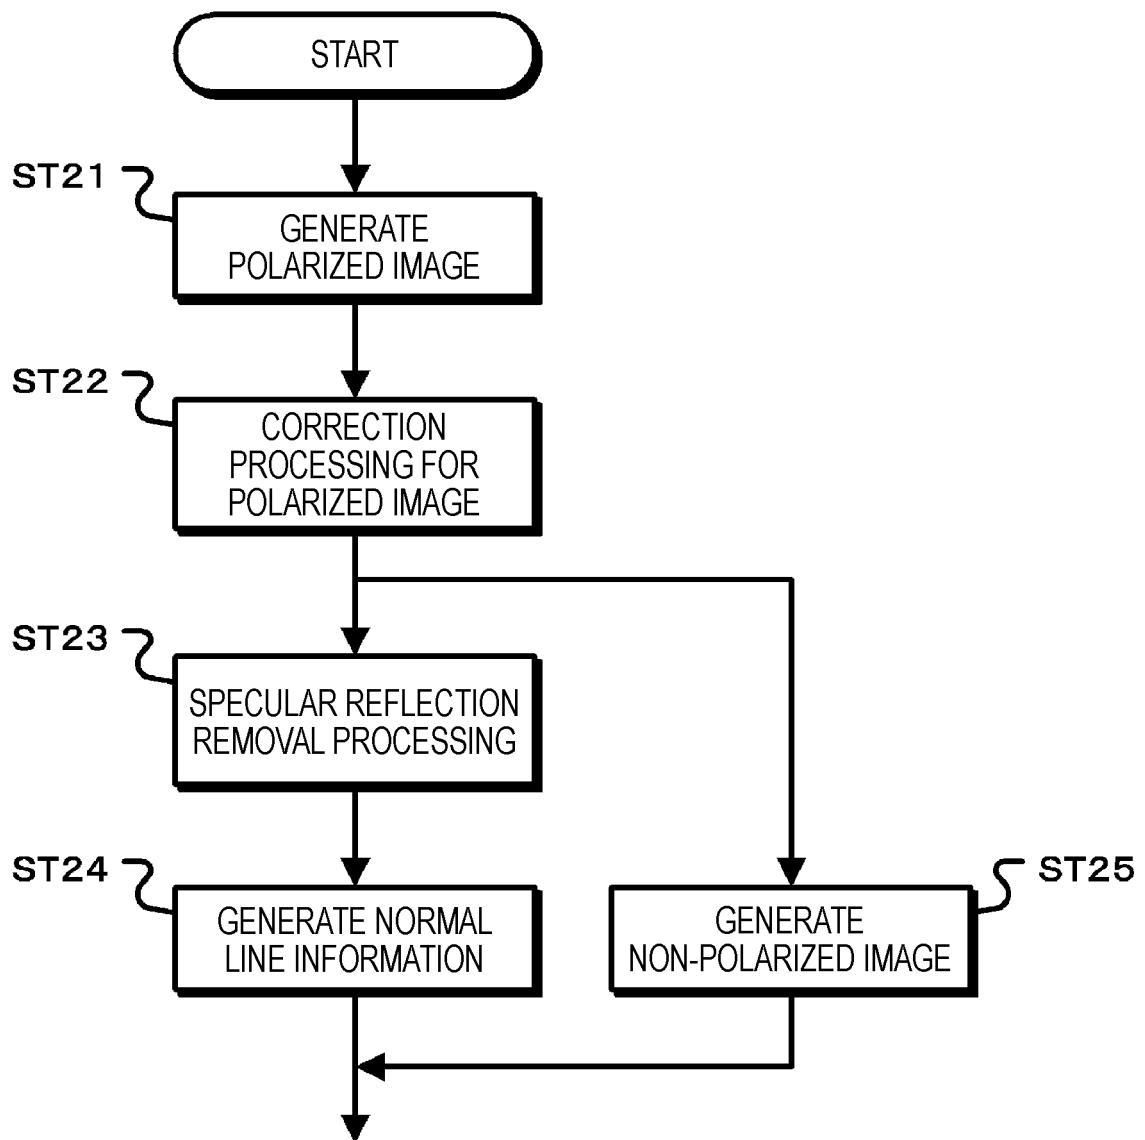 START
ST21
GENERATE
POLARIZED IMAGE
ST22
CORRECTION
PROCESSING FOR
POLARIZED IMAGE
ST23
SPECULAR REFLECTION
REMOVAL PROCESSING
ST24
GENERATE NORMAL
LINE INFORMATION
ST25
GENERATE
NON-POLARIZED IMAGE